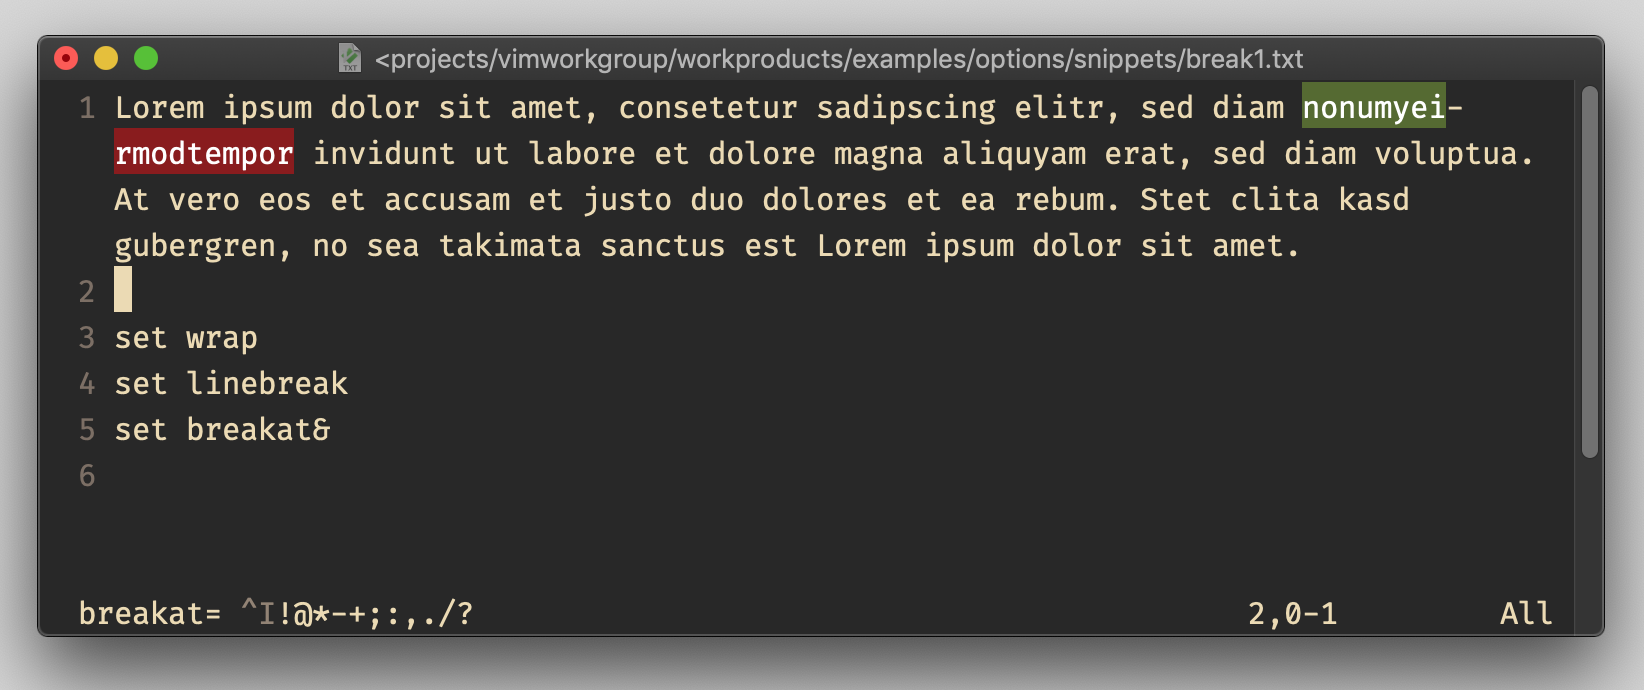 TXT <projects/vimworkgroup/workproducts/examples/options/snippets/break1.txt
1 Lorem ipsum dolor sit amet, consetetur sadipscing elitr, sed diam nonumyei-
rmodtempor invidunt ut labore et dolore magna aliquyam erat, sed diam voluptua.
At vero eos et accusam et justo duo dolores et ea rebum. Stet clita kasd
gubergren, no sea takimata sanctus est Lorem ipsum dolor sit amet.
2
3 set wrap
4 set linebreak
5 set breakat&
6
breakat= ^I!@*-+;:,./? 2,0-1 All